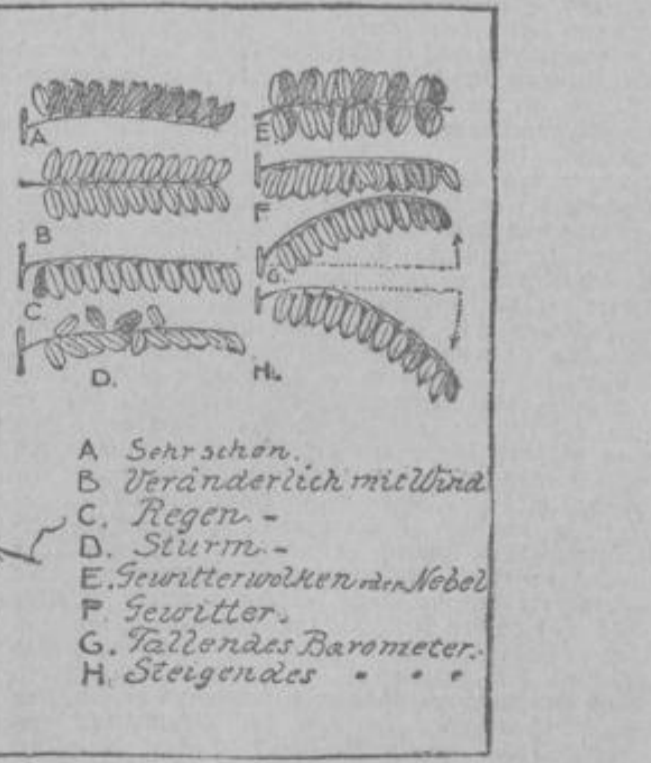 A
B
C
D.
E.
F
G.
H.
A Sehr schön.
B Veränderlich mit Wind
C. Regen. -
D. Sturm. -
E. Gewitterwolken oder Nebel
F. Gewitter.
G. Fallendes Barometer.
H. Steigendes " " "